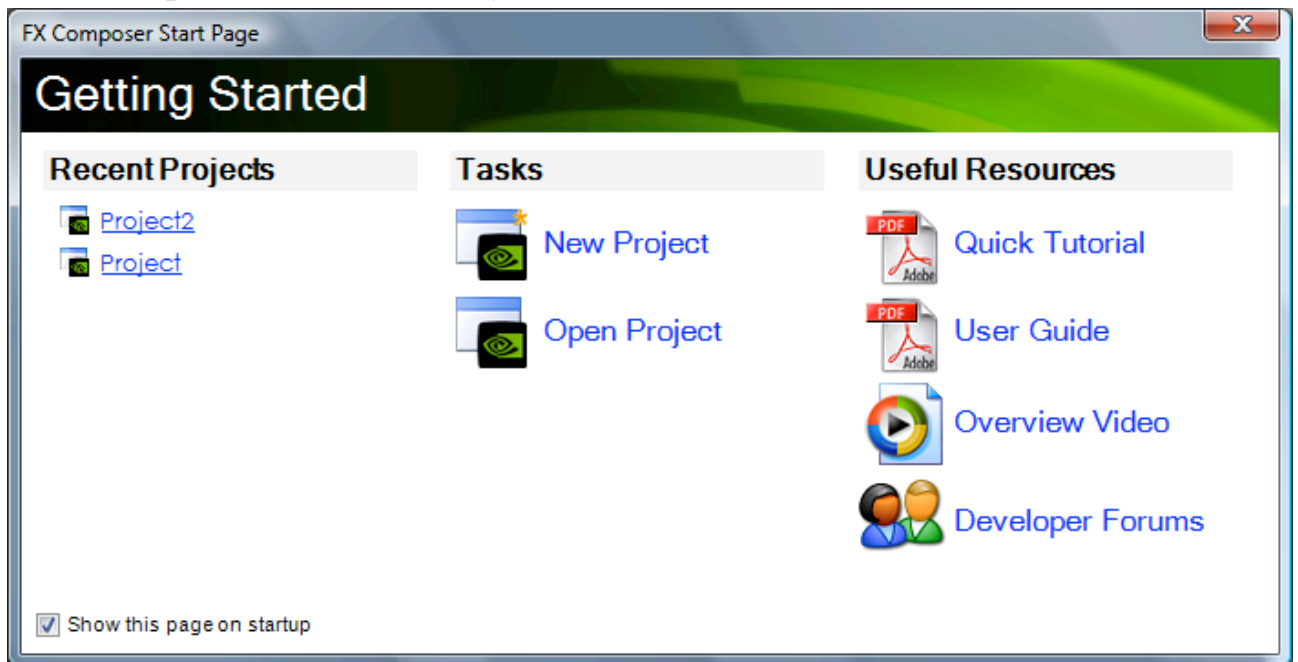 FX Composer Start Page
X
Getting Started
Recent Projects
Project2
Project
Tasks
New Project
Open Project
Useful Resources
PDF
Adobe
Quick Tutorial
PDF
Adobe
User Guide
Overview Video
Developer Forums
Show this page on startup